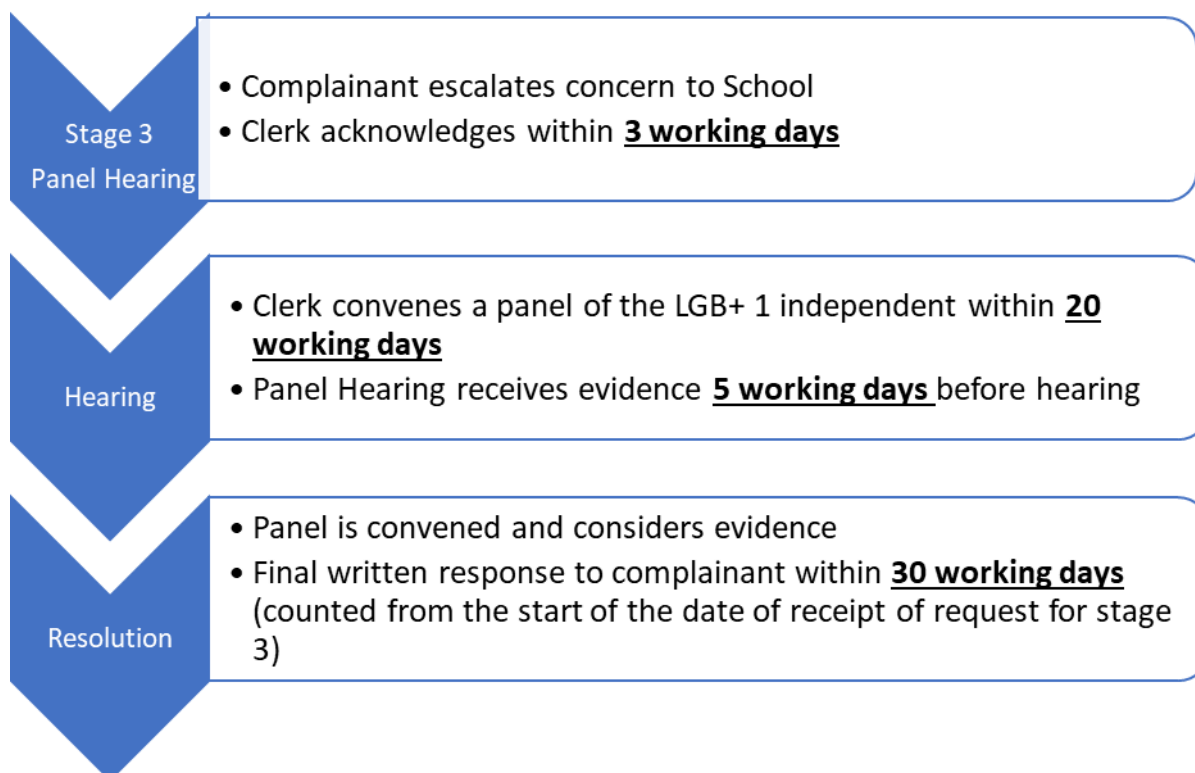 Stage 3
Panel Hearing
• Complainant escalates concern to School
• Clerk acknowledges within 3 working days
Hearing
• Clerk convenes a panel of the LGB+ 1 independent within 20
working days
• Panel Hearing receives evidence 5 working days before hearing
Resolution
• Panel is convened and considers evidence
• Final written response to complainant within 30 working days
(counted from the start of the date of receipt of request for stage
3)